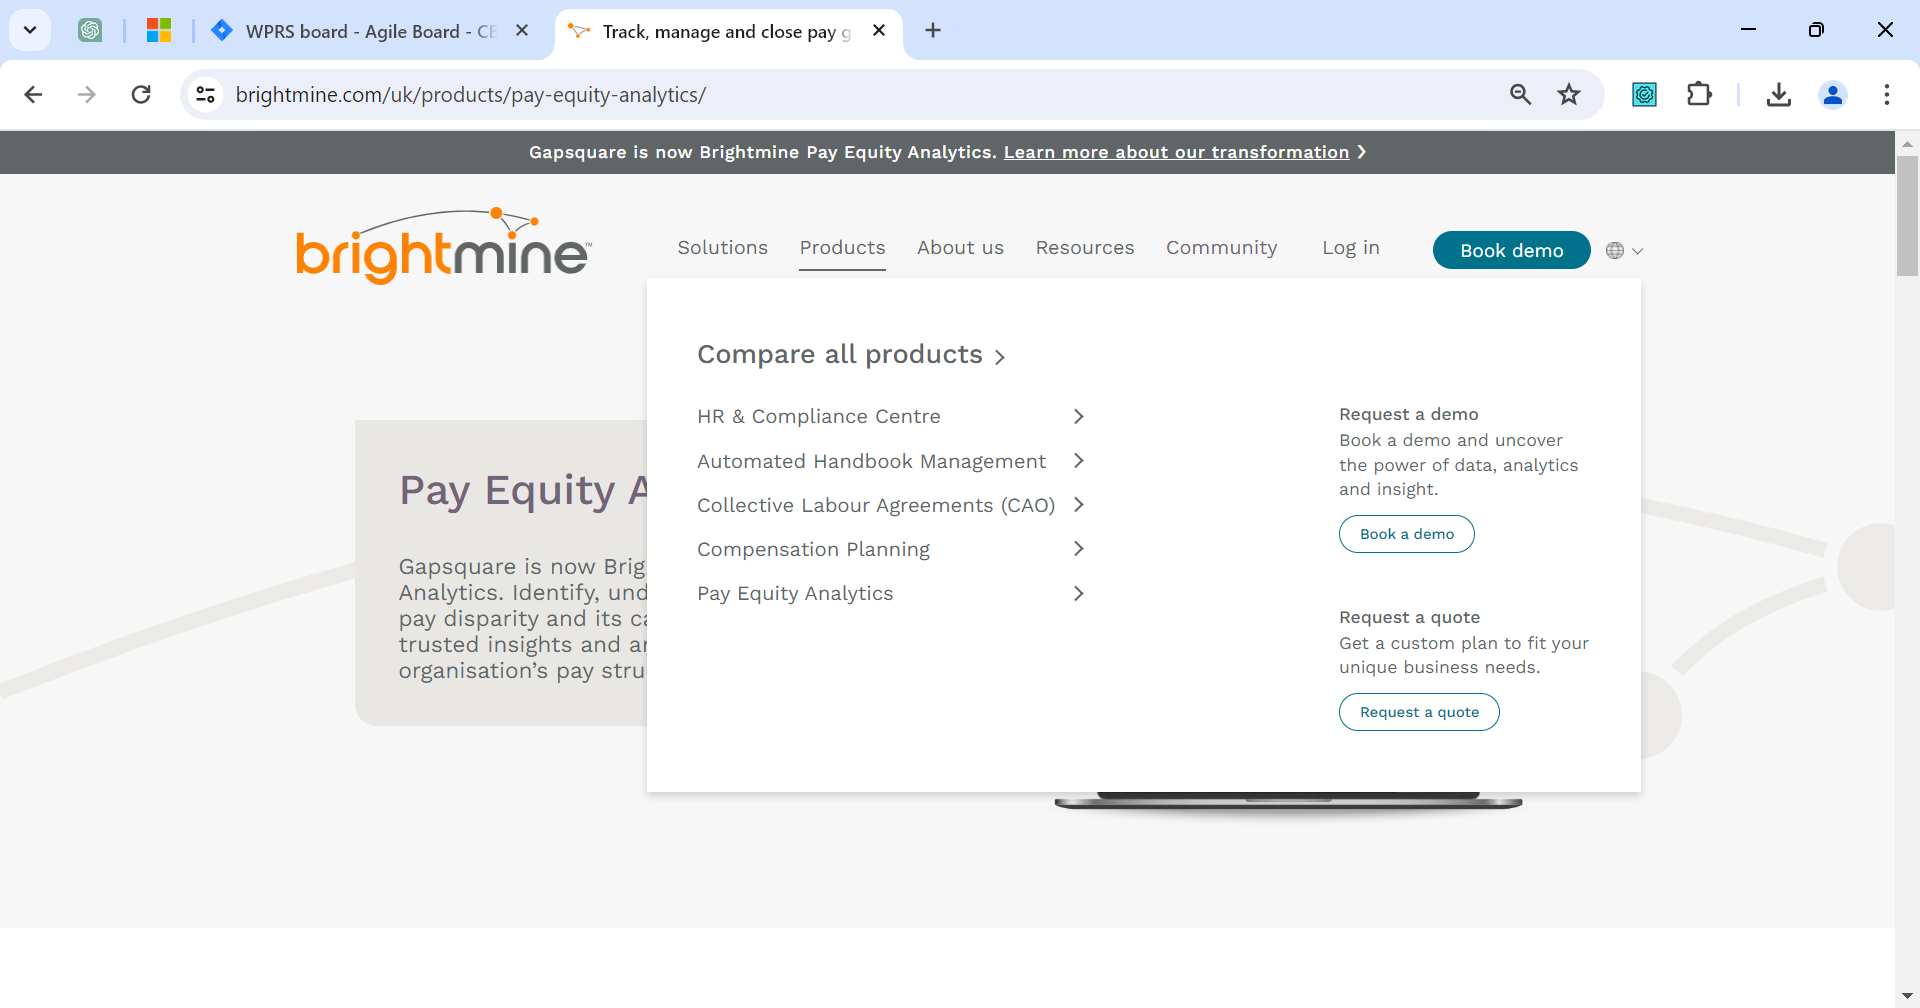 WPRS board - Agile Board - CE
Track, manage and close pay g
brightmine.com/uk/products/pay-equity-analytics/
Gapsquare is now Brightmine Pay Equity Analytics. Learn more about our transformation
brightmine™
Solutions
Products
About us
Resources
Community
Log in
Book demo
Compare all products
HR & Compliance Centre
Automated Handbook Management
Collective Labour Agreements (CAO)
Compensation Planning
Pay Equity Analytics
Request a demo
Book a demo and uncover
the power of data, analytics
and insight.
Book a demo
Request a quote
Get a custom plan to fit your
unique business needs.
Request a quote
Pay Equity A
Gapsquare is now Brig
Analytics. Identify, und
pay disparity and its ca
trusted insights and an
organisation’s pay stru